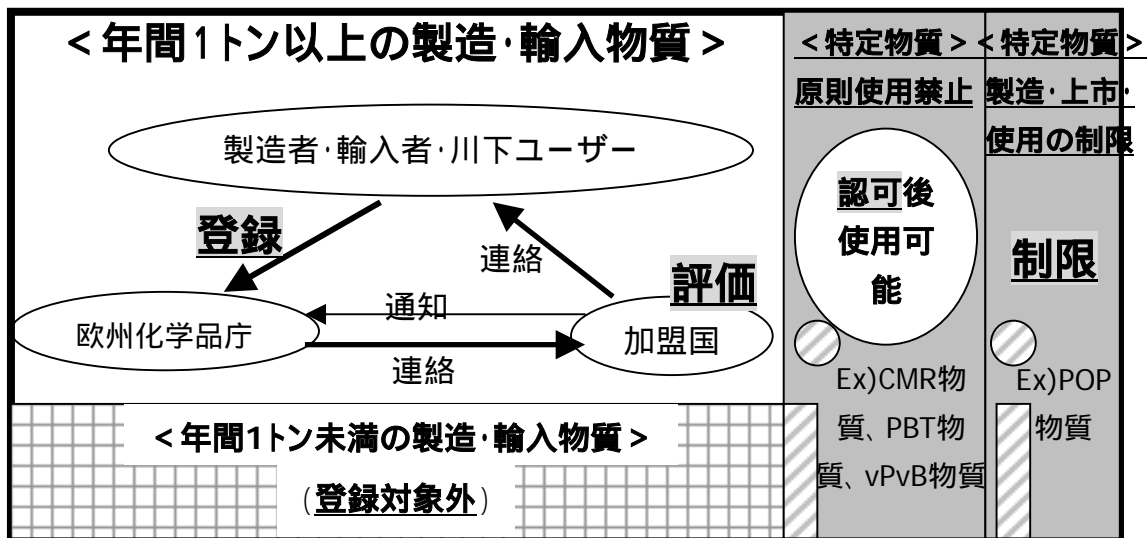 <年間1トン以上の製造･輸入物質>
製造者･輸入者･川下ユーザー
登録
連絡
評価
通知
欧州化学品庁
加盟国
連絡
<年間1トン未満の製造･輸入物質>
(登録対象外)
<特定物質>
原則使用禁止
認可後
使用可
能
Ex)CMR物
質、PBT物
質、vPvB物質
<特定物質>
製造･上市･
使用の制限
制限
Ex)POP
物質